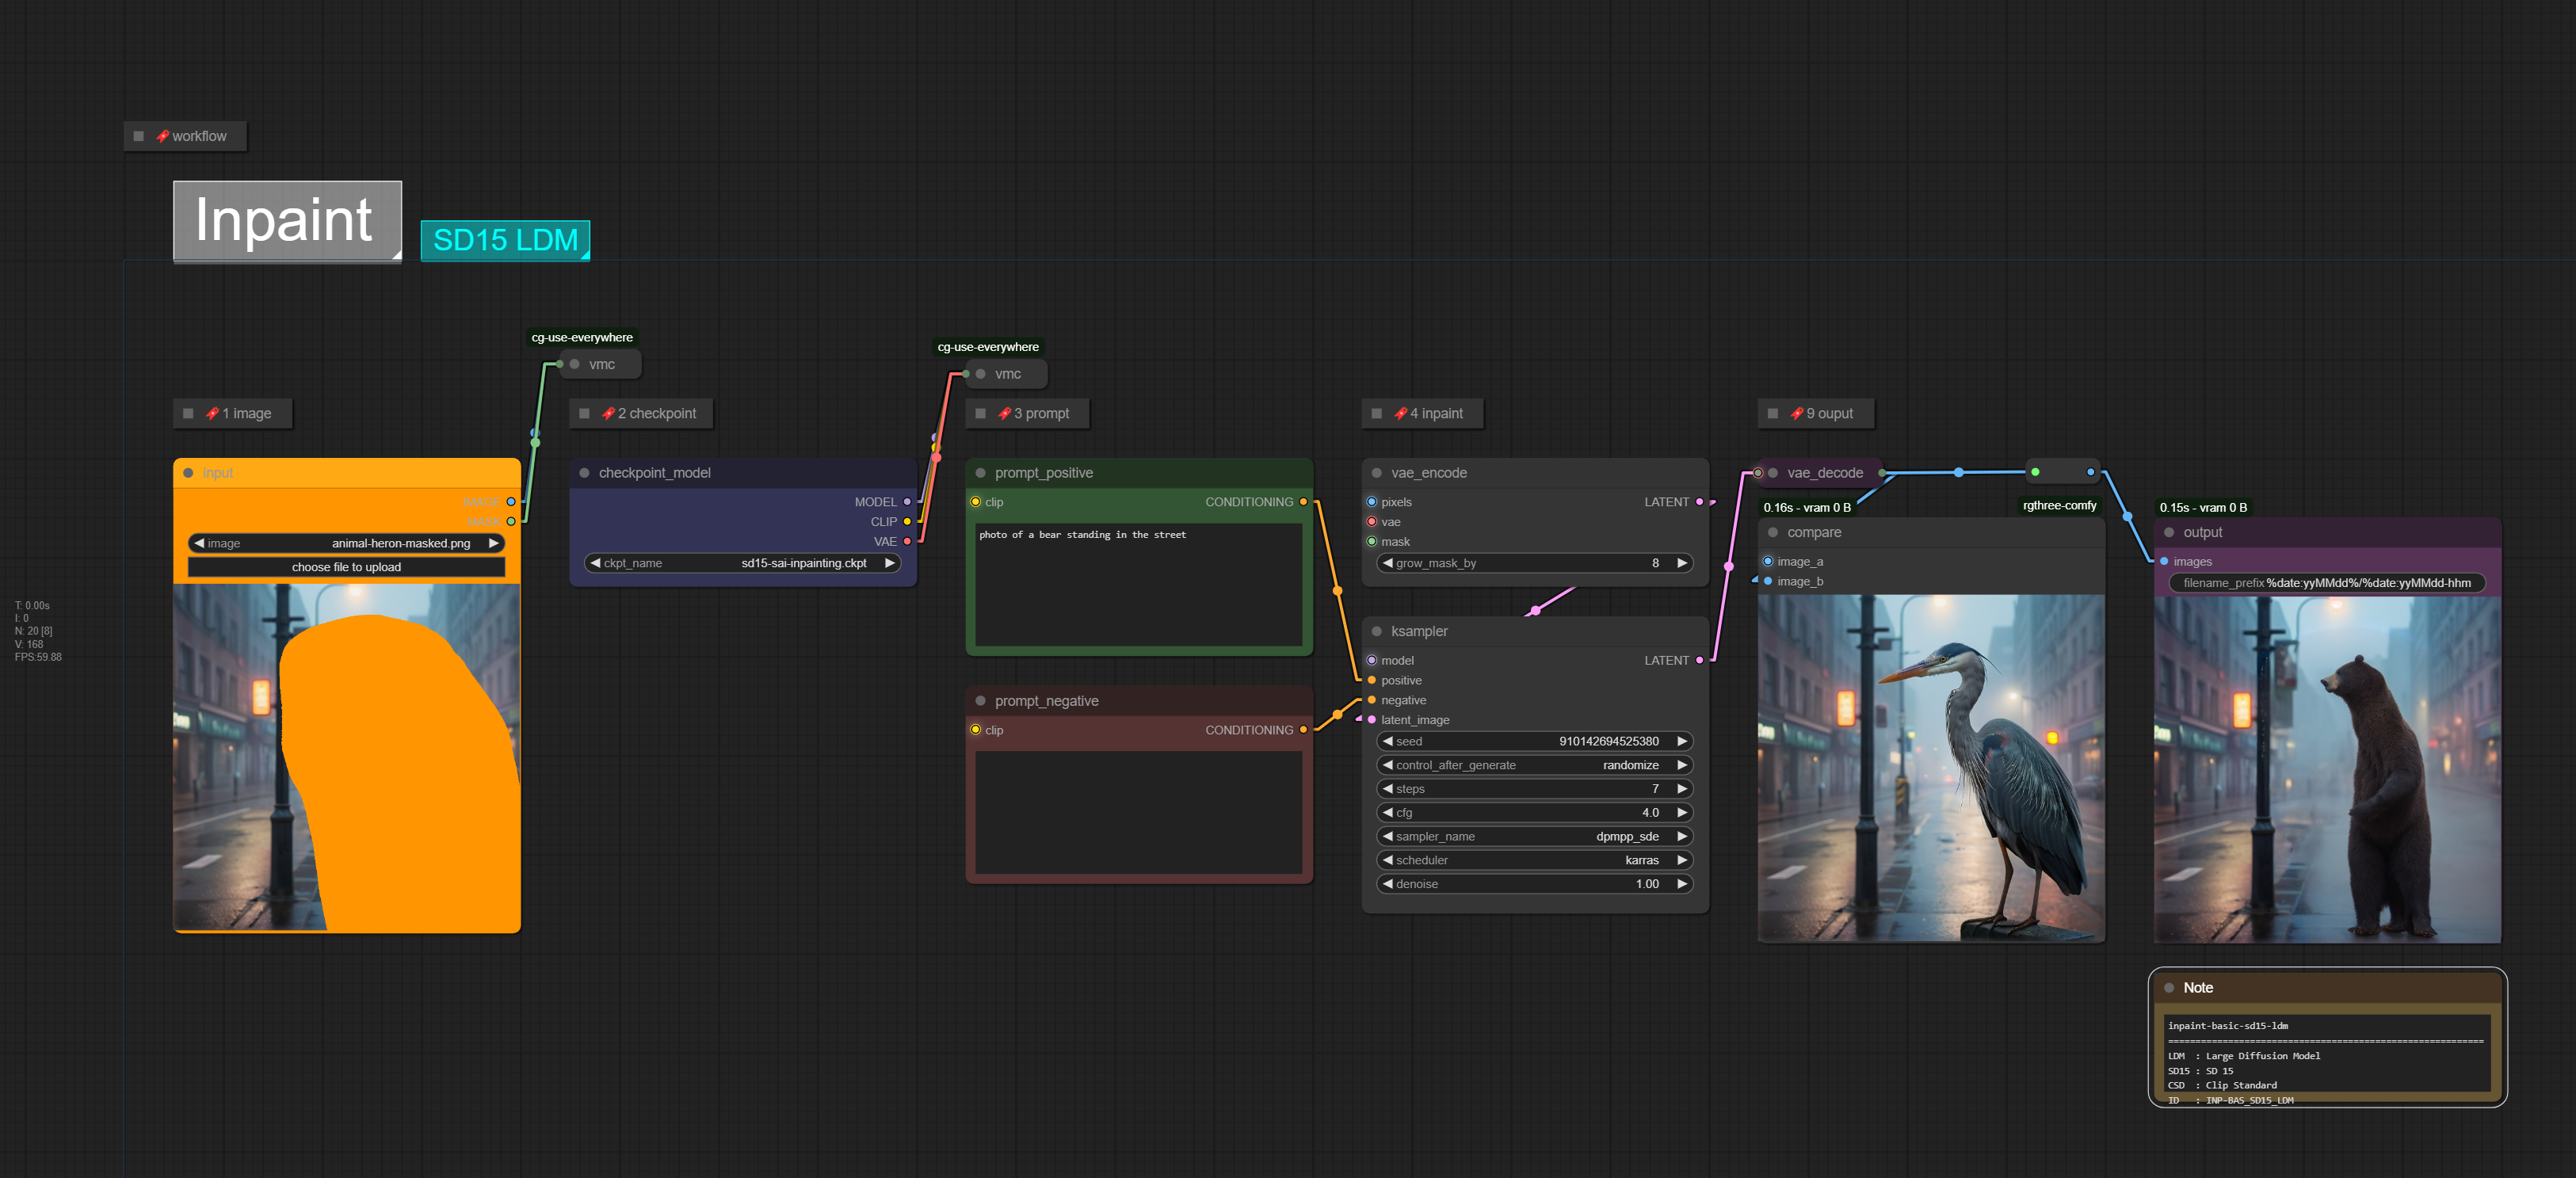 workflow
Inpaint
SD15 LDM
cg-use-everywhere
vmc
cg-use-everywhere
vmc
1 image
2 checkpoint
3 prompt
4 inpaint
9 ouput
input
IMAGE
MASK
image animal-heron-masked.png
choose file to upload
checkpoint_model
MODEL
CLIP
VAE
ckpt_name sd15-sai-inpainting.ckpt
prompt_positive
clip CONDITIONING
photo of a bear standing in the street
prompt_negative
clip CONDITIONING
vae_encode
pixels LATENT
vae
mask
grow_mask_by 8
ksampler
model LATENT
positive
negative
latent_image
seed 910142694525380
control_after_generate randomize
steps 7
cfg 4.0
sampler_name dpmpp_sde
scheduler karras
denoise 1.00
vae_decode
0.16s - vram 0 B
rgthree-comfy
compare
image_a
image_b
0.15s - vram 0 B
output
images
filename_prefix %date:yyMMdd%/%date:yyMMdd-hhm
T: 0.00s
I: 0
N: 20 [8]
V: 168
FPS:59.88
Note
inpaint-basic-sd15-ldm
==========================================================
LDM : Large Diffusion Model
SD15 : SD 15
CSD : Clip Standard
ID : INP-BAS_SD15_LDM